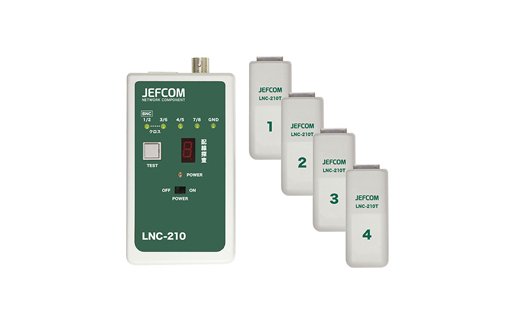 JEFCOM
NETWORK COMPONENT
BNC
1/2 3/6 4/5 7/8 GND
クロス
配線探査
TEST
POWER
OFF ON
POWER
LNC-210
JEFCOM
LNC-210T
1
JEFCOM
LNC-210T
2
JEFCOM
LNC-210T
3
JEFCOM
LNC-210T
4